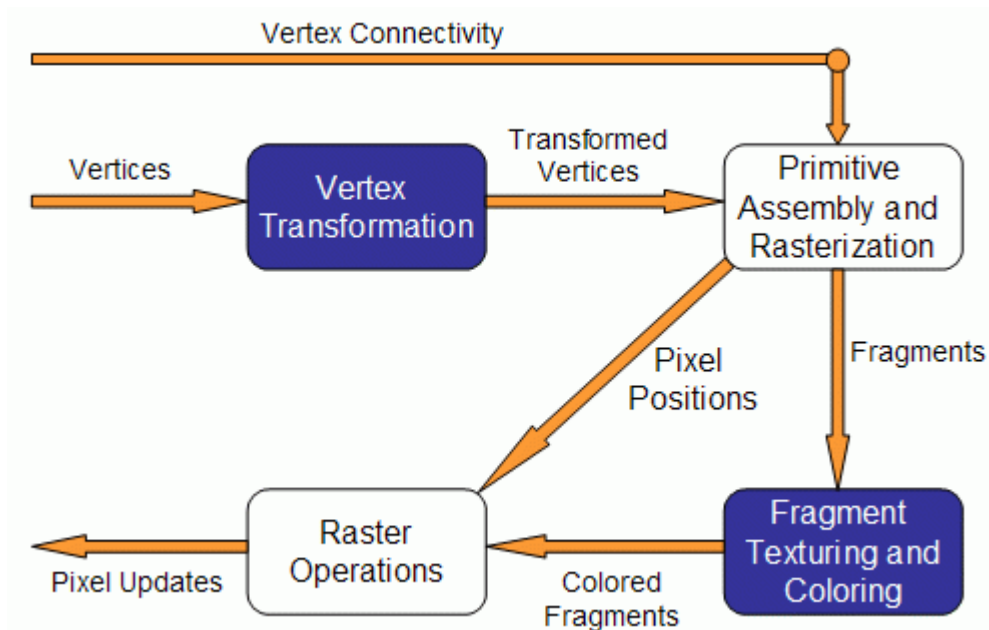 Vertex Connectivity
Vertices
Vertex
Transformation
Transformed
Vertices
Primitive
Assembly and
Rasterization
Pixel
Positions
Fragments
Fragment
Texturing and
Coloring
Colored
Fragments
Raster
Operations
Pixel Updates